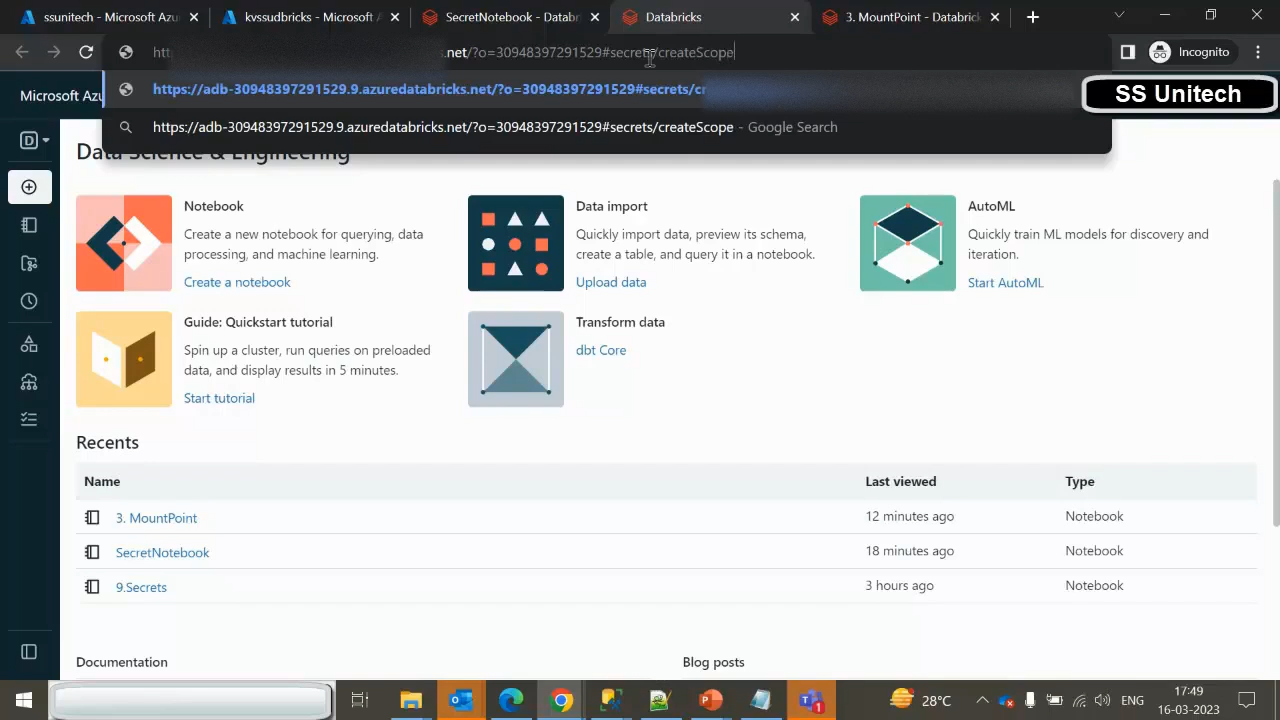 ssunitech - Microsoft Azur
kvssudbricks - Microsoft A
SecretNotebook - Databri
Databricks
3. MountPoint - Databrick
.net/?o=30948397291529#secrets/createScope
Incognito
https://adb-30948397291529.9.azuredatabricks.net/?o=30948397291529#secrets/cr
https://adb-30948397291529.9.azuredatabricks.net/?o=30948397291529#secrets/createScope - Google Search
Microsoft Az
SS Unitech
D
Data Science & Engineering
Notebook
Create a new notebook for querying, data
processing, and machine learning.
Create a notebook
Data import
Quickly import data, preview its schema,
create a table, and query it in a notebook.
Upload data
AutoML
Quickly train ML models for discovery and
iteration.
Start AutoML
Guide: Quickstart tutorial
Spin up a cluster, run queries on preloaded
data, and display results in 5 minutes.
Start tutorial
Transform data
dbt Core
Recents
Name Last viewed Type
3. MountPoint 12 minutes ago Notebook
SecretNotebook 18 minutes ago Notebook
9.Secrets 3 hours ago Notebook
Documentation
Blog posts
28°C
ENG
17:49
16-03-2023